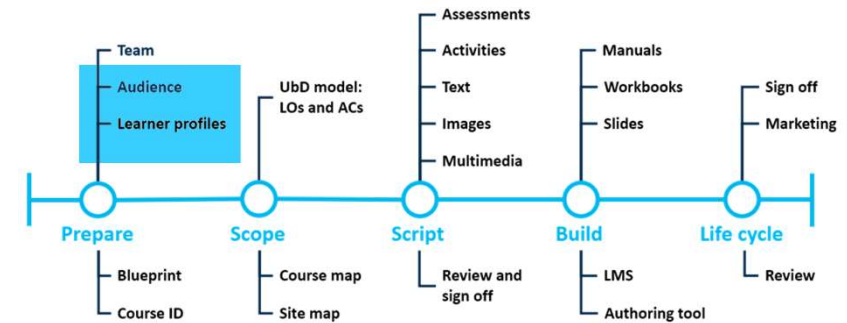 Team
Audience
Learner profiles
Prepare
Blueprint
Course ID
UbD model:
LOs and ACs
Scope
Course map
Site map
Assessments
Activities
Text
Images
Multimedia
Script
Review and
sign off
Manuals
Workbooks
Slides
Build
LMS
Authoring tool
Sign off
Marketing
Life cycle
Review